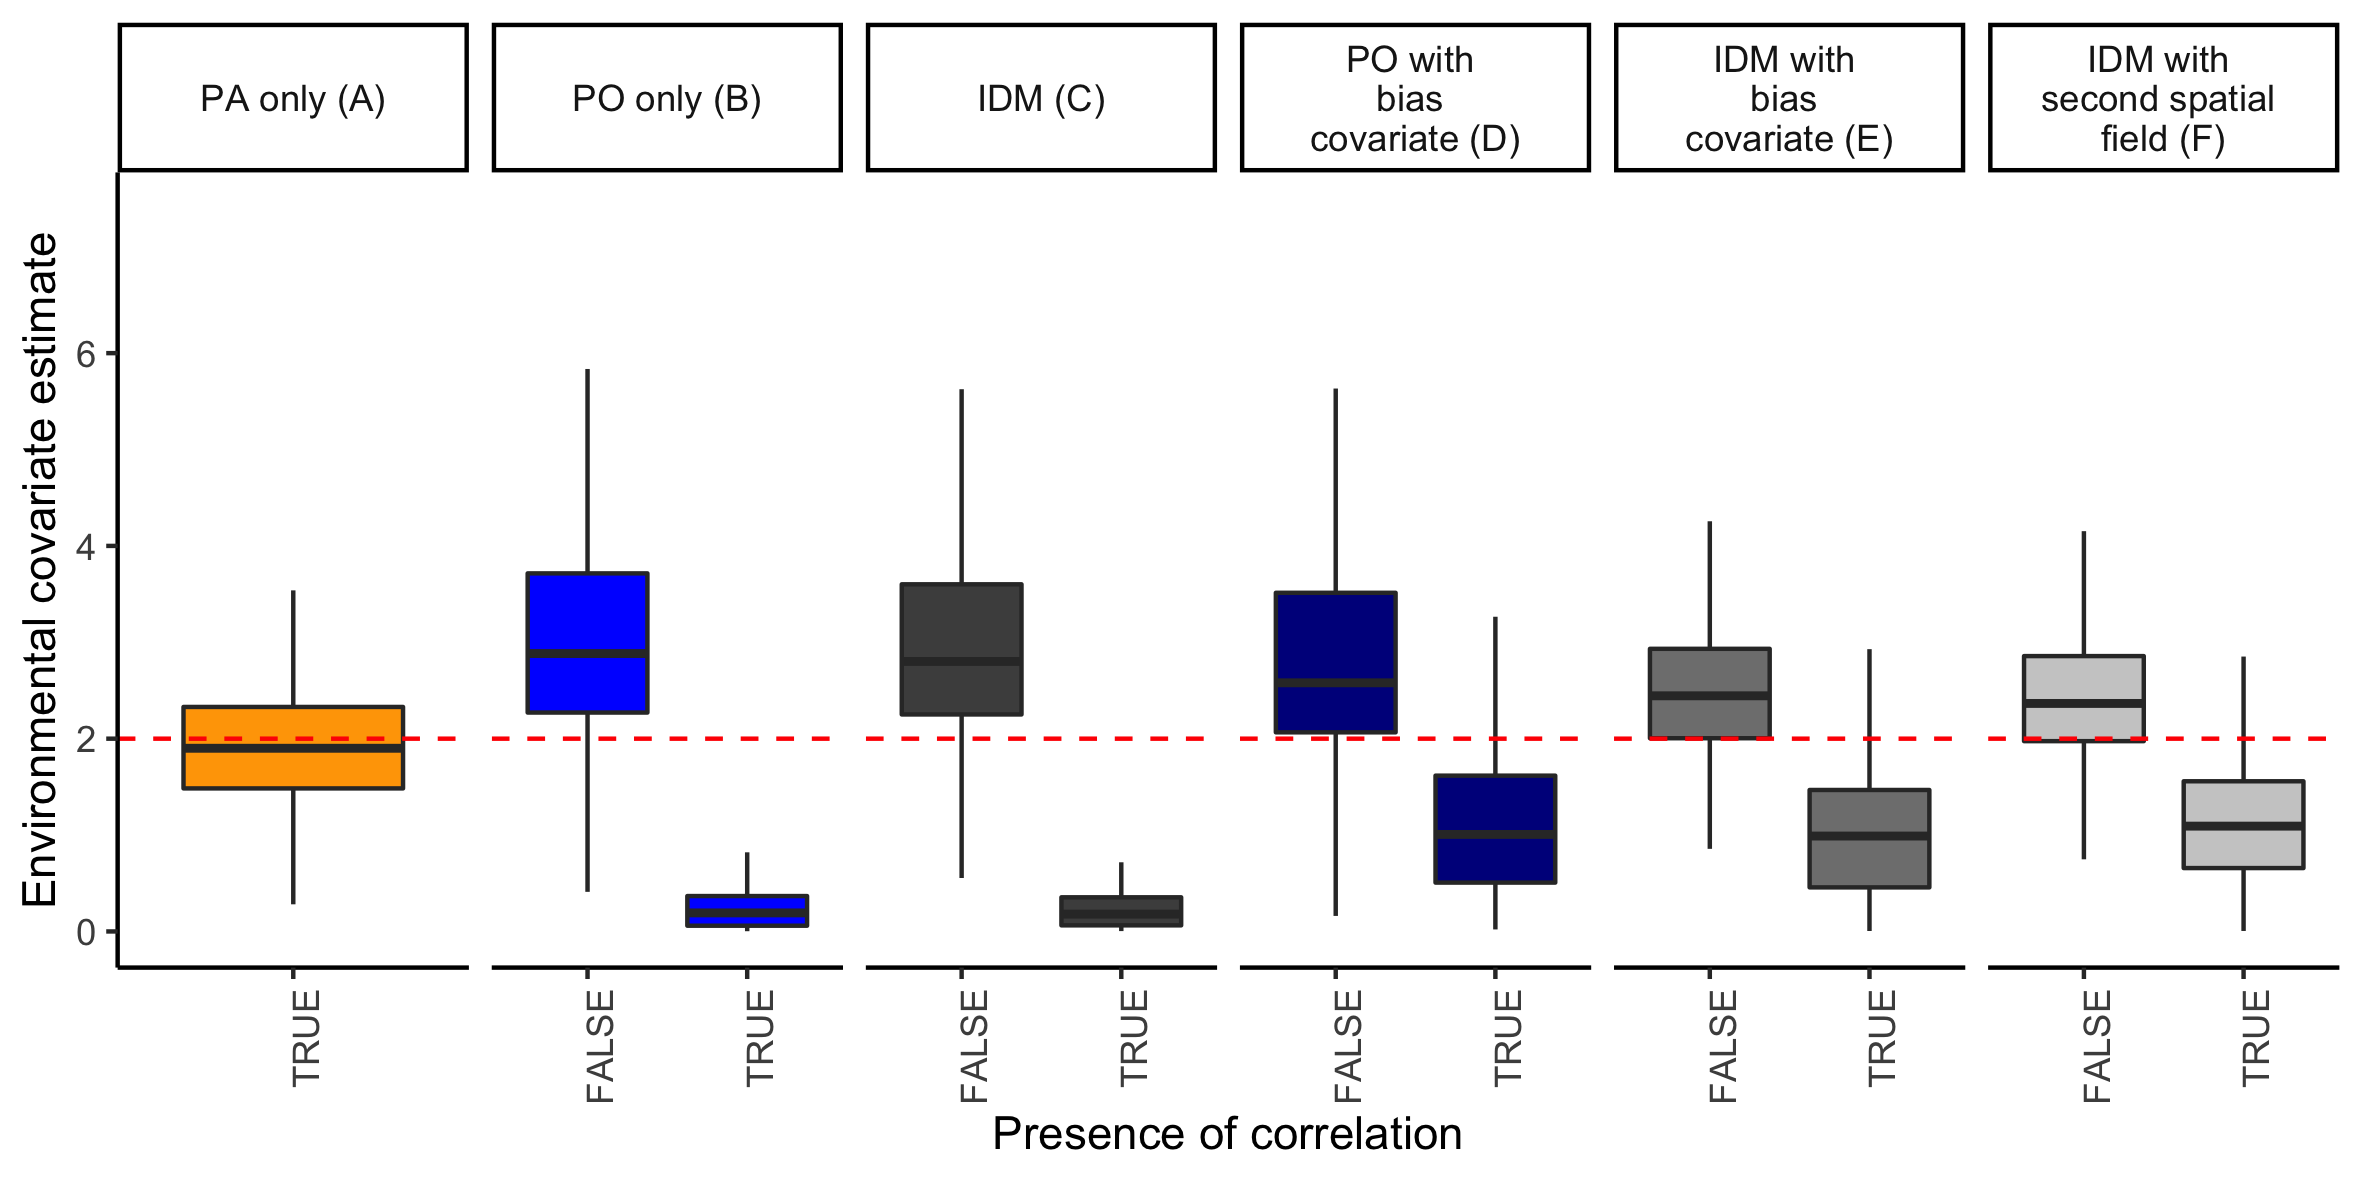 PA only (A)
PO only (B)
IDM (C)
PO with
bias
covariate (D)
IDM with
bias
covariate (E)
IDM with
second spatial
field (F)
Environmental covariate estimate
6
4
2
0
TRUE
FALSE
TRUE
FALSE
TRUE
FALSE
TRUE
FALSE
TRUE
FALSE
TRUE
Presence of correlation